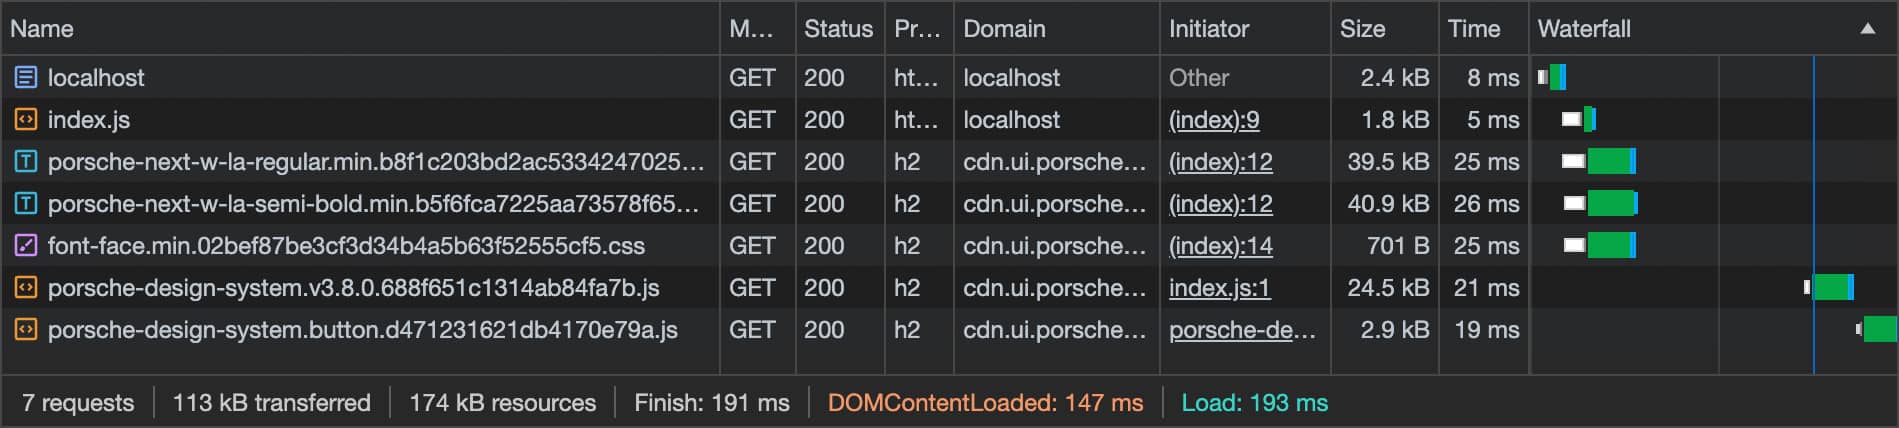 Name M... Status Pr... Domain Initiator Size Time Waterfall
localhost GET 200 ht... localhost Other 2.4 kB 8 ms
index.js GET 200 ht... localhost (index):9 1.8 kB 5 ms
porsche-next-w-la-regular.min.b8f1c203bd2ac5334247025... GET 200 h2 cdn.ui.porsche... (index):12 39.5 kB 25 ms
porsche-next-w-la-semi-bold.min.b5f6fca7225aa73578f65... GET 200 h2 cdn.ui.porsche... (index):12 40.9 kB 26 ms
font-face.min.02bef87be3cf3d34b4a5b63f52555cf5.css GET 200 h2 cdn.ui.porsche... (index):14 701 B 25 ms
porsche-design-system.v3.8.0.688f651c1314ab84fa7b.js GET 200 h2 cdn.ui.porsche... index.js:1 24.5 kB 21 ms
porsche-design-system.button.d471231621db4170e79a.js GET 200 h2 cdn.ui.porsche... porsche-de... 2.9 kB 19 ms
7 requests 113 kB transferred 174 kB resources Finish: 191 ms DOMContentLoaded: 147 ms Load: 193 ms